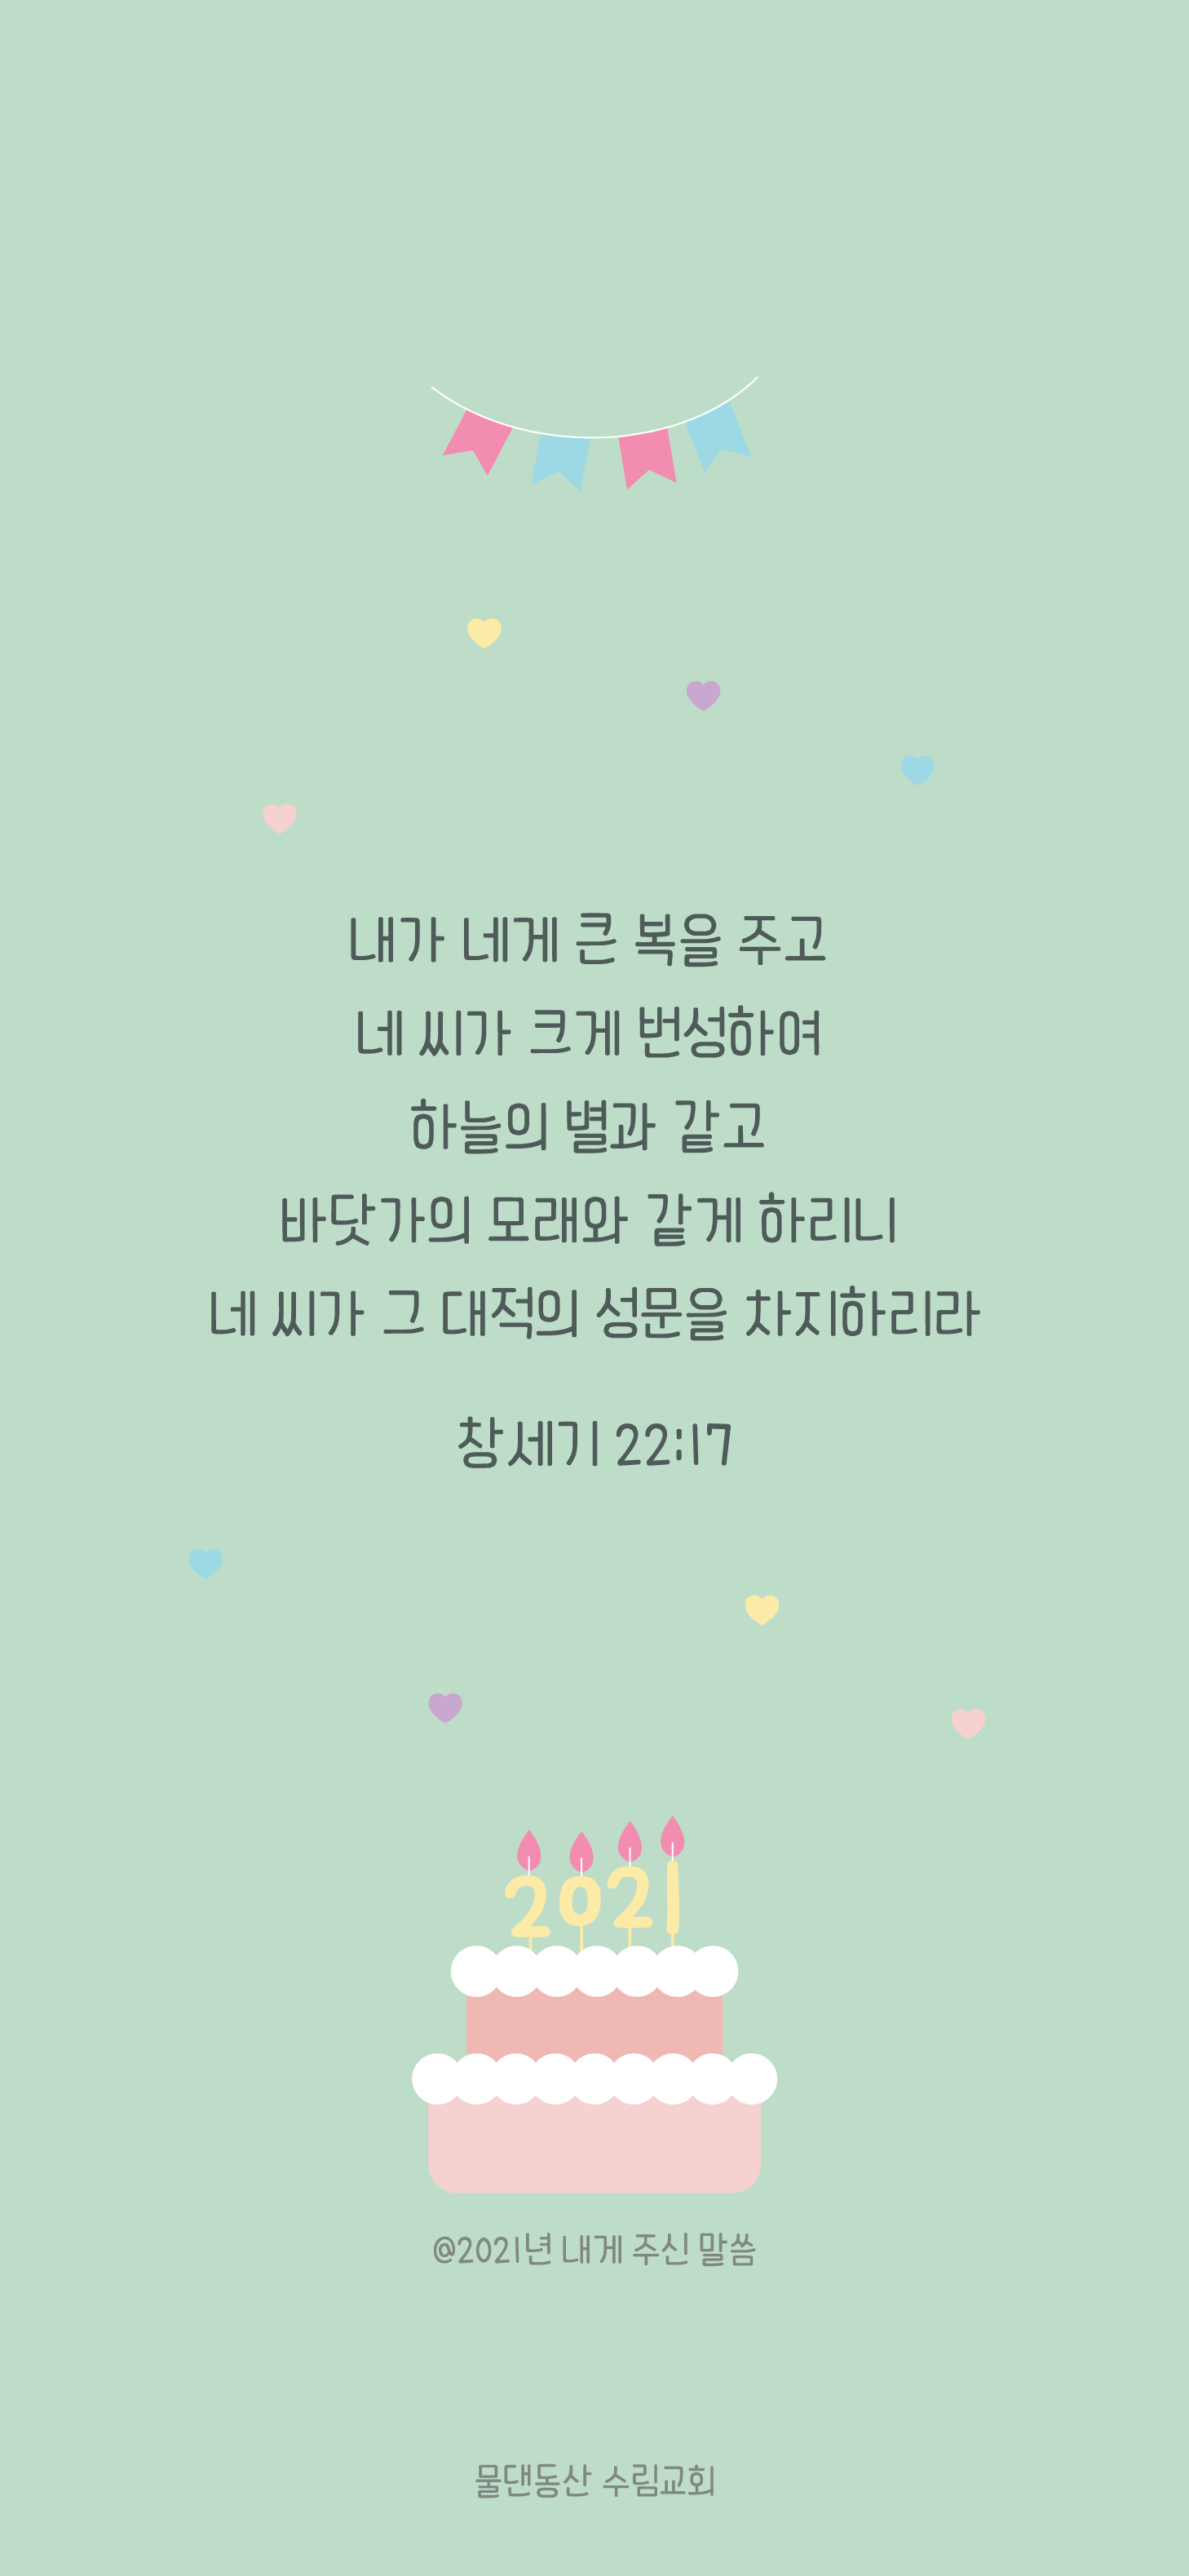 내가 네게 큰 복을 주고
네 씨가 크게 번성하여
하늘의 별과 같고
바닷가의 모래와 같게 하리니
네 씨가 그 대적의 성문을 차지하리라
창세기 22:17
2021
@2021년 내게 주신 말씀
물댄동산 수림교회